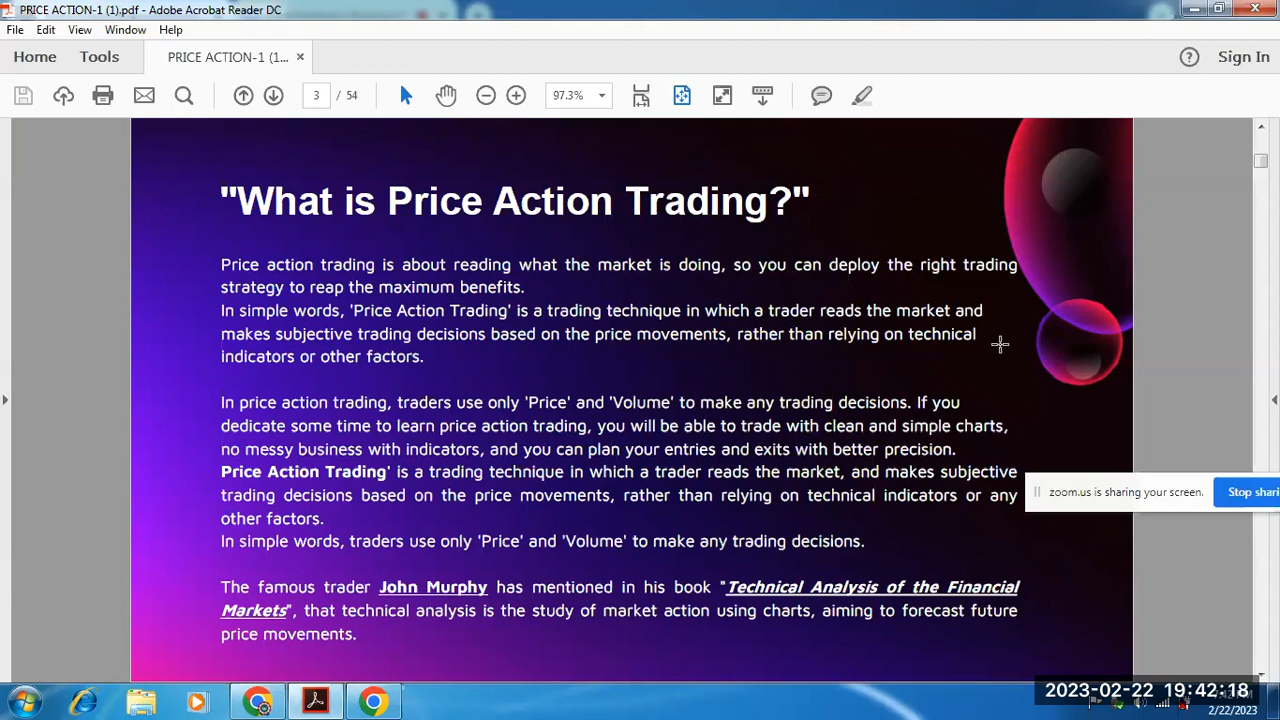 PRICE ACTION-1 (1).pdf - Adobe Acrobat Reader DC
File Edit View Window Help
Home Tools PRICE ACTION-1 (1... × Sign In
3 / 54 97.3%
"What is Price Action Trading?"
Price action trading is about reading what the market is doing, so you can deploy the right trading
strategy to reap the maximum benefits.
In simple words, 'Price Action Trading' is a trading technique in which a trader reads the market and
makes subjective trading decisions based on the price movements, rather than relying on technical
indicators or other factors.
In price action trading, traders use only 'Price' and 'Volume' to make any trading decisions. If you
dedicate some time to learn price action trading, you will be able to trade with clean and simple charts,
no messy business with indicators, and you can plan your entries and exits with better precision.
Price Action Trading' is a trading technique in which a trader reads the market, and makes subjective
trading decisions based on the price movements, rather than relying on technical indicators or any
other factors.
In simple words, traders use only 'Price' and 'Volume' to make any trading decisions.
zoom.us is sharing your screen. Stop shari
The famous trader John Murphy has mentioned in his book "Technical Analysis of the Financial
Markets", that technical analysis is the study of market action using charts, aiming to forecast future
price movements.
2023-02-22 19:42:18
2/22/2023